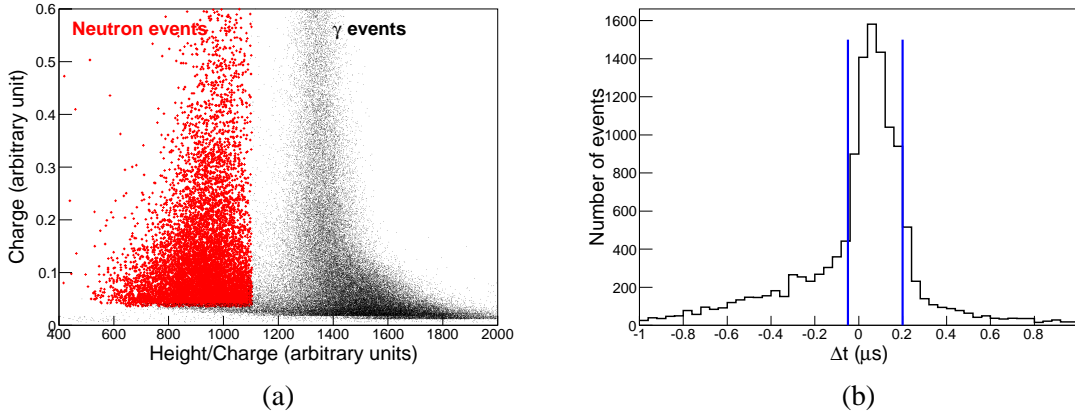 Neutron events
γ events
Charge (arbitrary unit)
0.6
0.5
0.4
0.3
0.2
0.1
0
400 600 800 1000 1200 1400 1600 1800 2000
Height/Charge (arbitrary units)
(a)
Number of events
1600
1400
1200
1000
800
600
400
200
0
-1 -0.8 -0.6 -0.4 -0.2 0 0.2 0.4 0.6 0.8
Δt (μs)
(b)